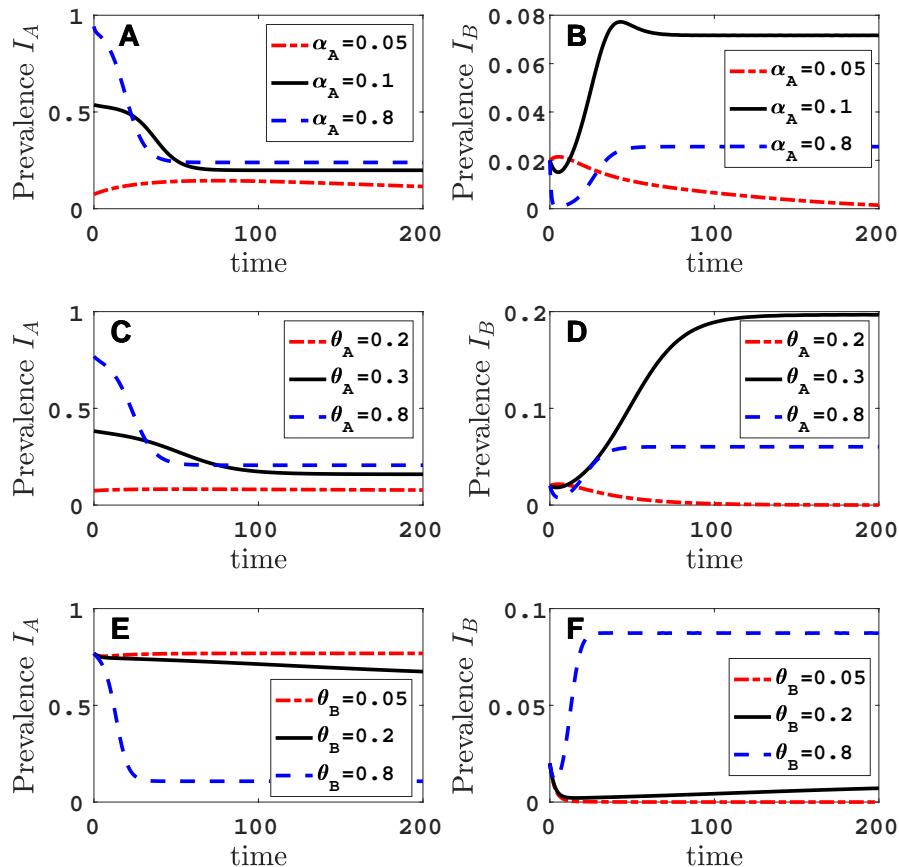 A
Prevalence I_A
1
0.5
0
0
100
200
time
α_A=0.05
α_A=0.1
α_A=0.8
B
Prevalence I_B
0.08
0.06
0.04
0.02
0
0
100
200
time
α_A=0.05
α_A=0.1
α_A=0.8
C
Prevalence I_A
1
0.5
0
0
100
200
time
θ_A=0.2
θ_A=0.3
θ_A=0.8
D
Prevalence I_B
0.2
0.1
0
0
100
200
time
θ_A=0.2
θ_A=0.3
θ_A=0.8
E
Prevalence I_A
1
0.5
0
0
100
200
time
θ_B=0.05
θ_B=0.2
θ_B=0.8
F
Prevalence I_B
0.1
0.05
0
0
100
200
time
θ_B=0.05
θ_B=0.2
θ_B=0.8